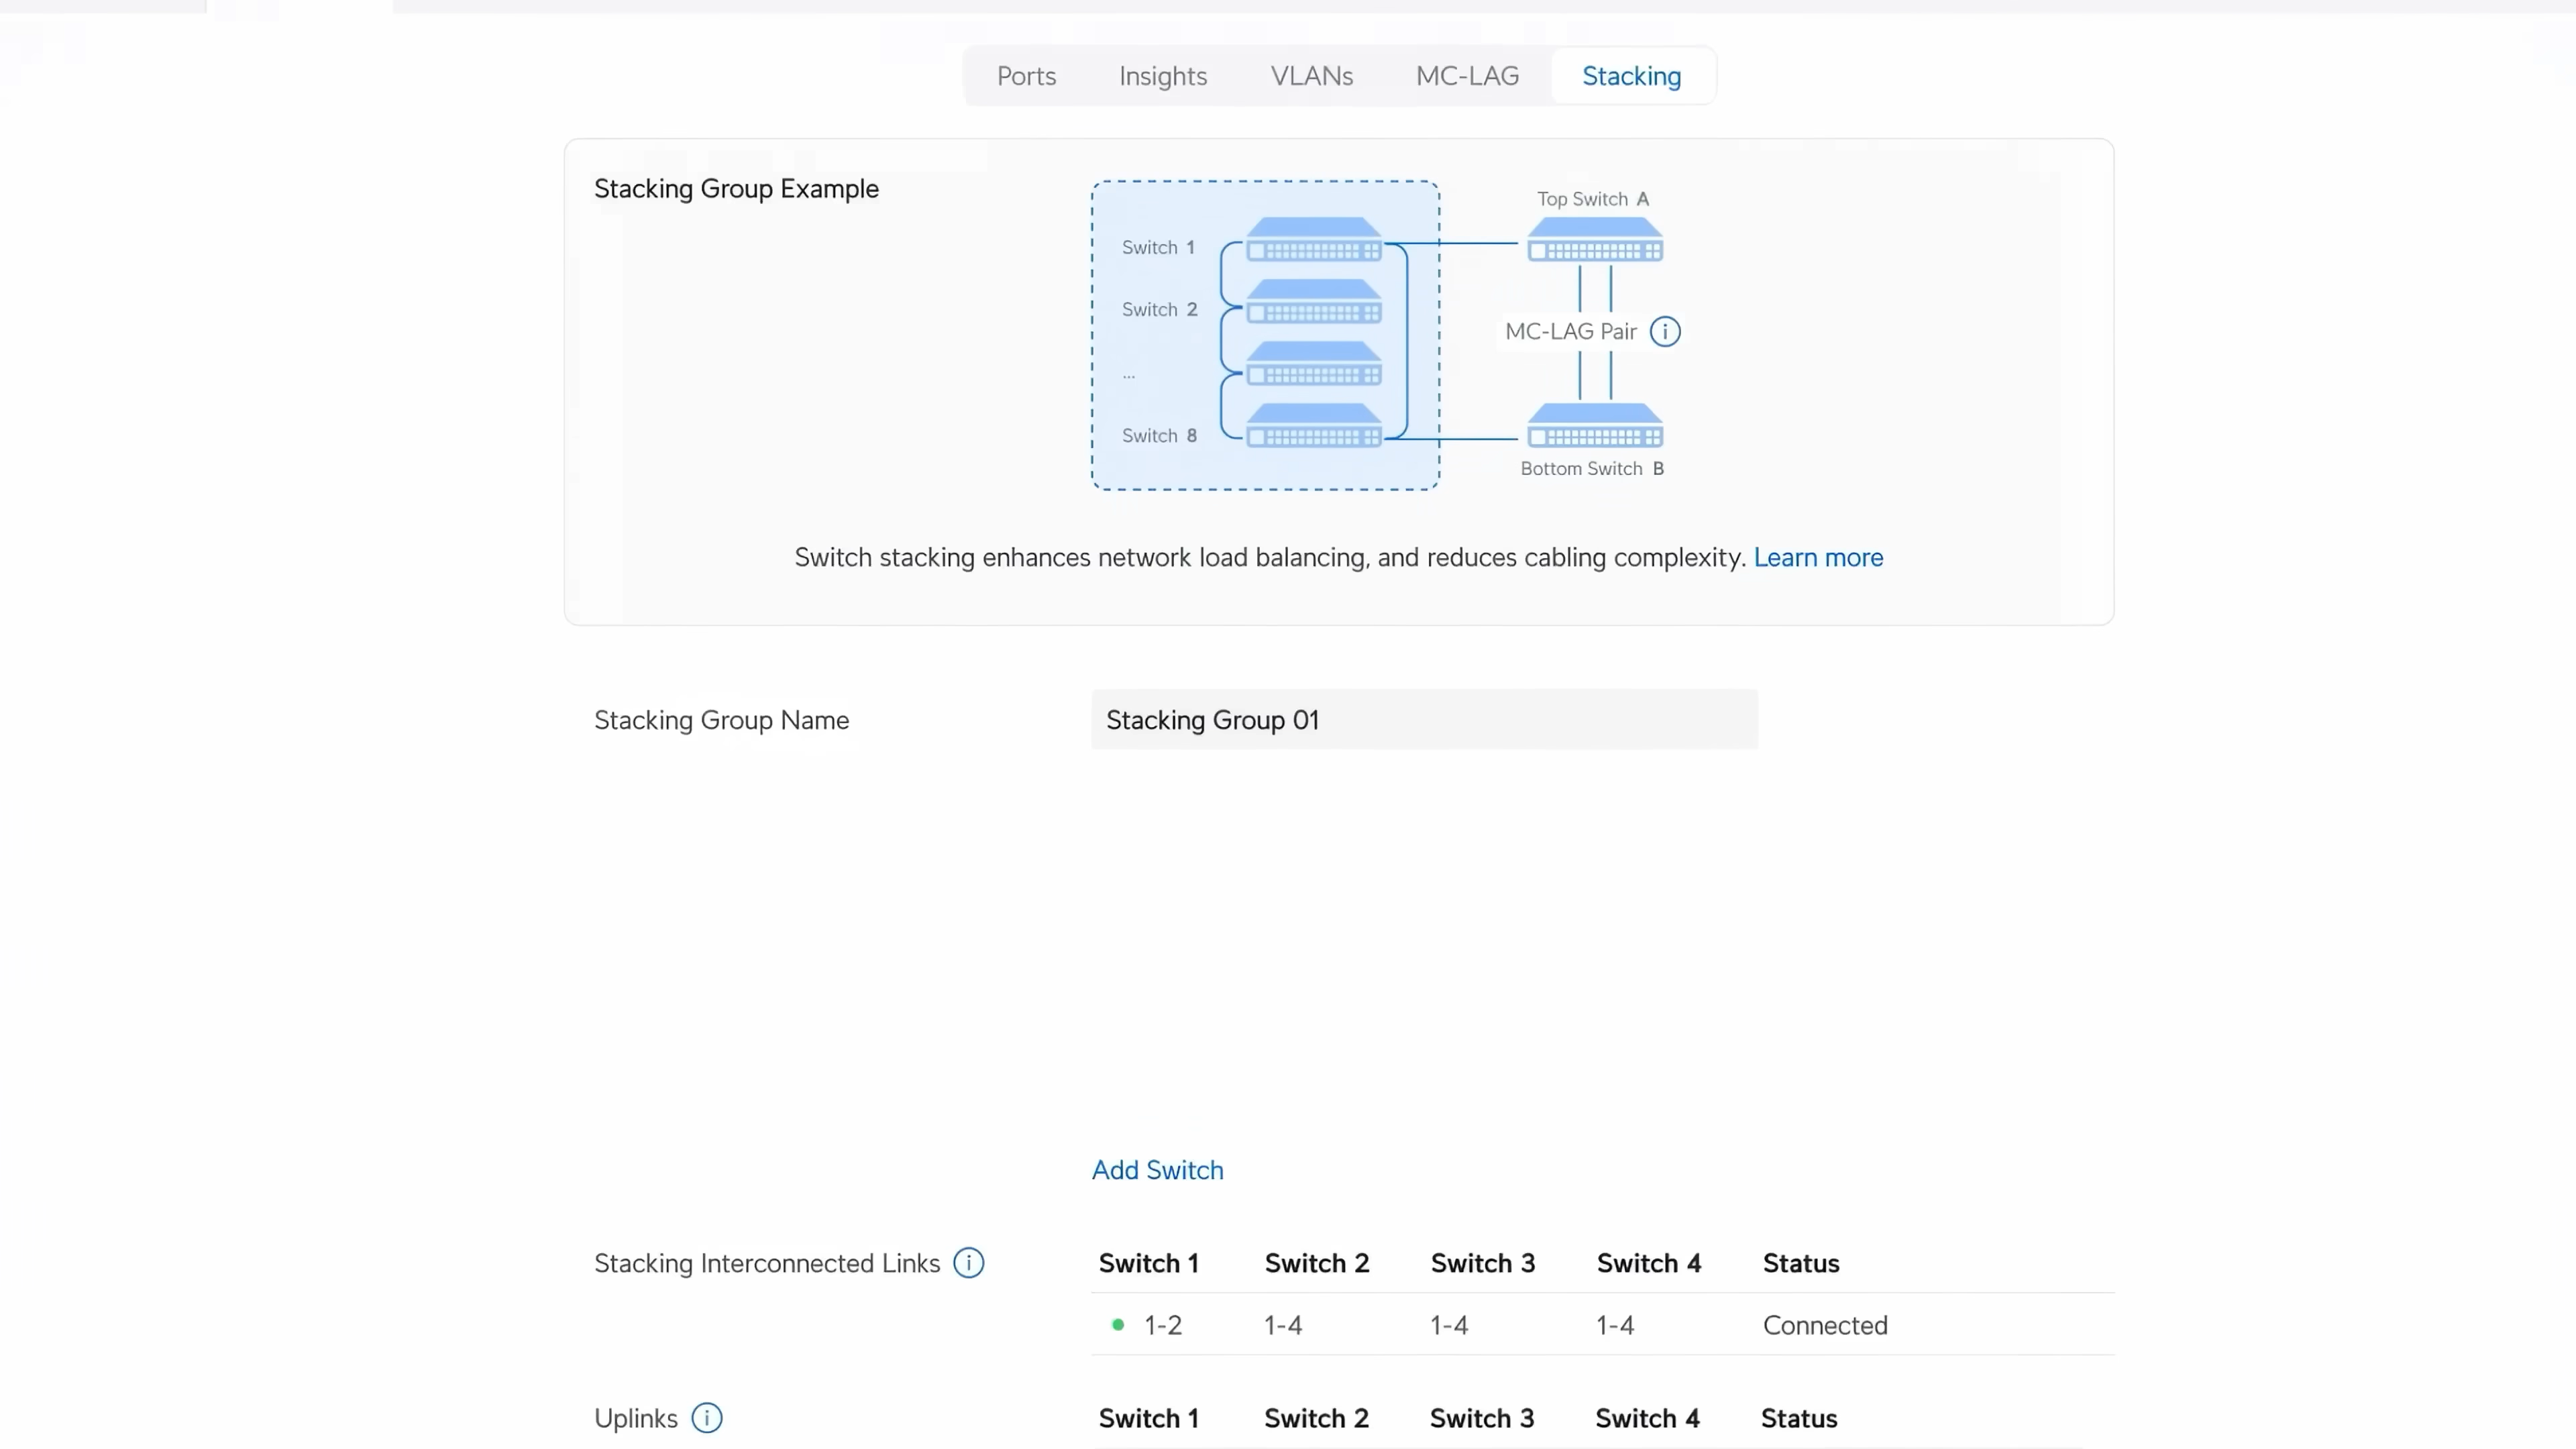 Ports Insights VLANs MC-LAG Stacking
Stacking Group Example
Top Switch A
Switch 1
Switch 2
MC-LAG Pair
...
Switch 8
Bottom Switch B
Switch stacking enhances network load balancing, and reduces cabling complexity. Learn more
Stacking Group Name Stacking Group 01
Add Switch
Stacking Interconnected Links Switch 1 Switch 2 Switch 3 Switch 4 Status
1-2 1-4 1-4 1-4 Connected
Uplinks Switch 1 Switch 2 Switch 3 Switch 4 Status